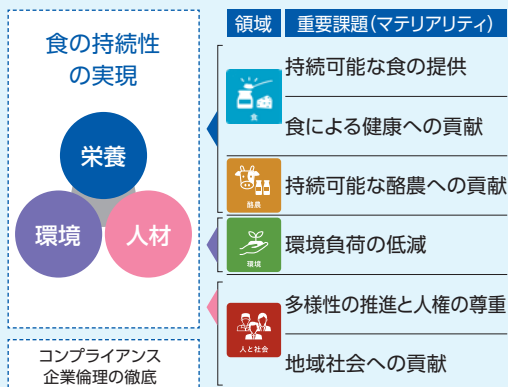 食の持続性
の実現
栄養
環境
人材
コンプライアンス
企業倫理の徹底
領域
重要課題(マテリアリティ)
食
持続可能な食の提供
食による健康への貢献
酪農
持続可能な酪農への貢献
環境
環境負荷の低減
人と社会
多様性の推進と人権の尊重
地域社会への貢献